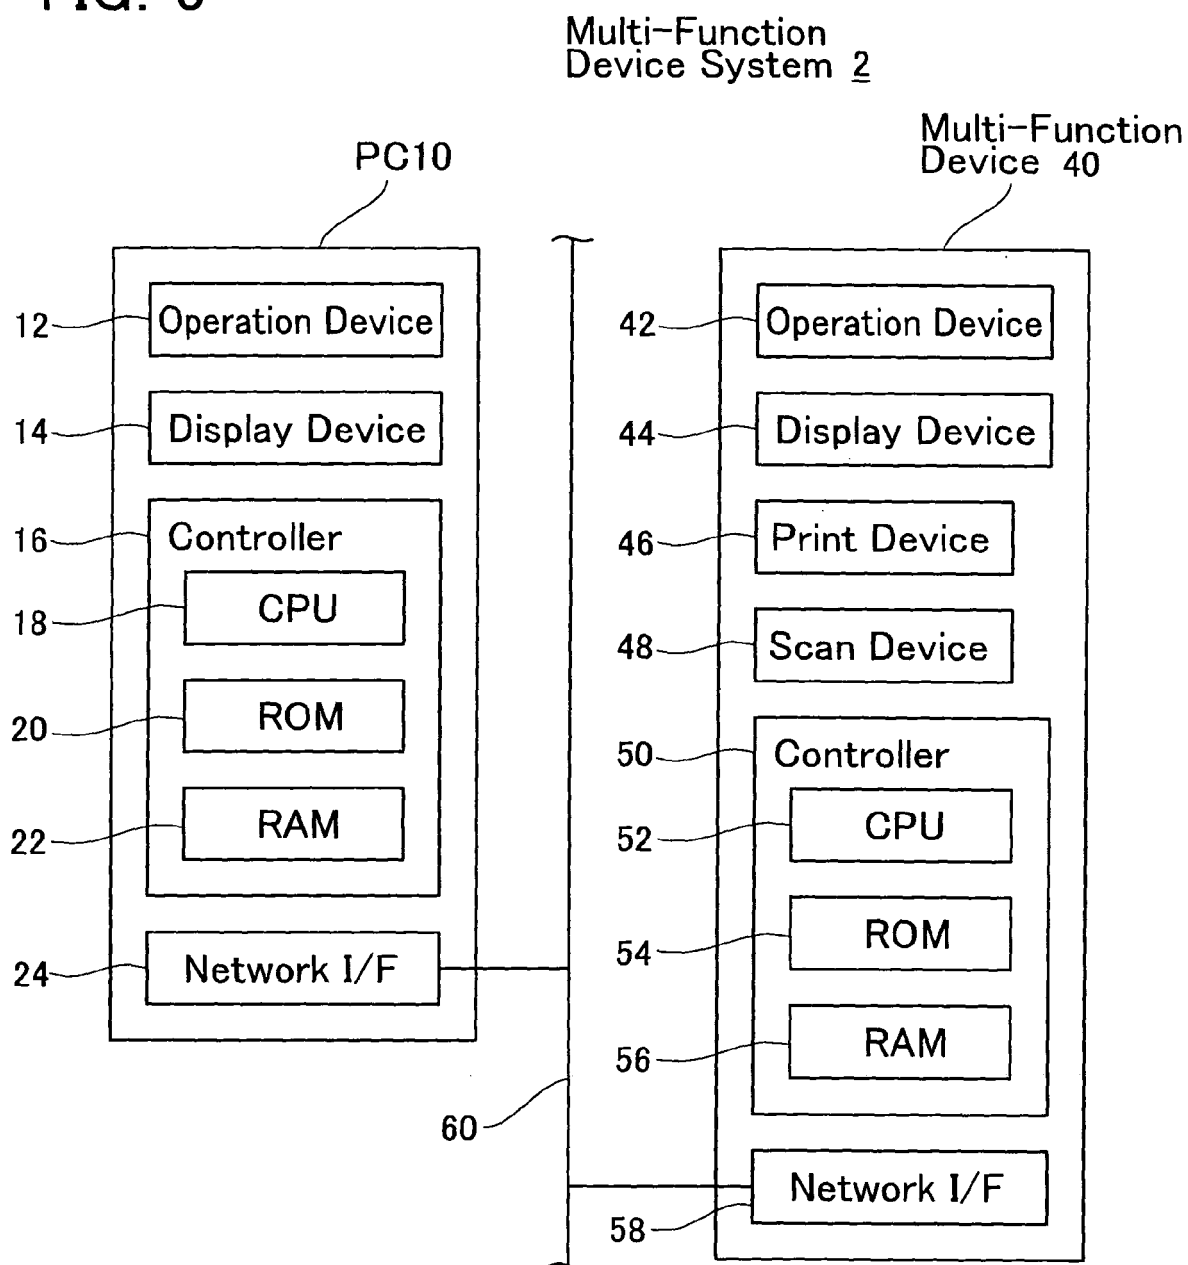 Multi-Function
Device System 2
PC10
Multi-Function
Device 40
12
Operation Device
14
Display Device
16
Controller
18
CPU
20
ROM
22
RAM
24
Network I/F
60
42
Operation Device
44
Display Device
46
Print Device
48
Scan Device
50
Controller
52
CPU
54
ROM
56
RAM
58
Network I/F